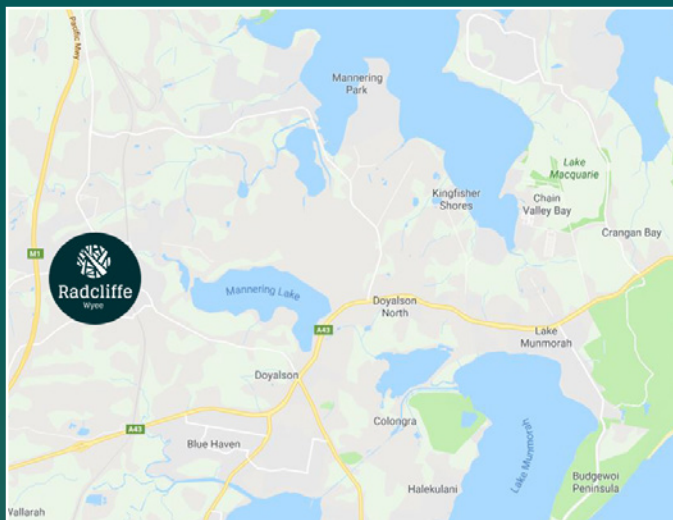 Pacific Mwy
Mannering
Park
Lake
Macquarie
Kingfisher
Shores
Chain
Valley Bay
Crangan Bay
M1
Radcliffe
Wyee
Mannering Lake
Doyalson
North
A43
Lake
Munmorah
Doyalson
Colongra
A43
Blue Haven
Lake Munmorah
Halekulani
Budgewoi
Peninsula
Wallarah